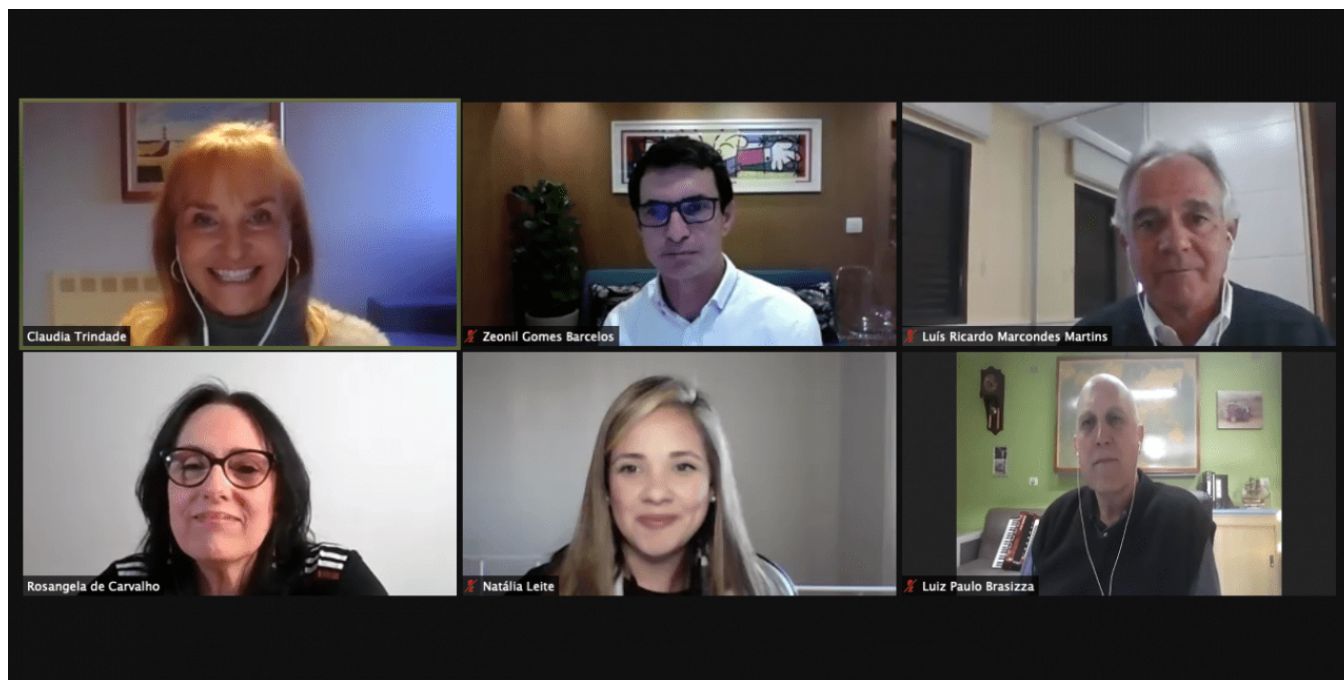 Claudia Trindade
Zeonil Gomes Barcelos
Luís Ricardo Marcondes Martins
Rosangela de Carvalho
Natália Leite
Luiz Paulo Brasizza